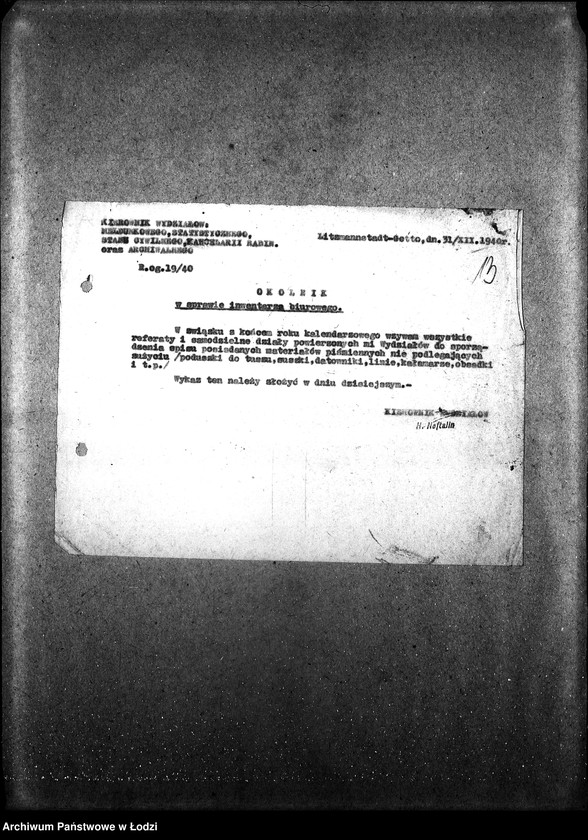 KIEROWNIK WYDZIAŁÓW:
MELDUNKOWEGO,STATYSTYCZNEGO,
STANU CYWILNEGO,KANCELARII RABIN.
oraz ARCHIWALNEGO
Litzmannstadt-Getto,dn.31/XII.1940r.
13
R.og.19/40
O K O L N I K
w sprawie inwentarza biurowego.
W związku z końcem roku kalendarzowego wzywam wszystkie
referaty i samodzielne działy powierzonych mi Wydziałów do sporzą-
dzenia spisu posiadanych materiałów piśmiennych nie podlegających
zużyciu /poduszki do tuszu,suszki,datowniki,linie,kałamarze,obsadki
i t.p./
Wykaz ten należy złożyć w dniu dzisiejszym.-
KIEROWNIK WYDZIAŁÓW
H. Naftalin
Archiwum Państwowe w Łodzi